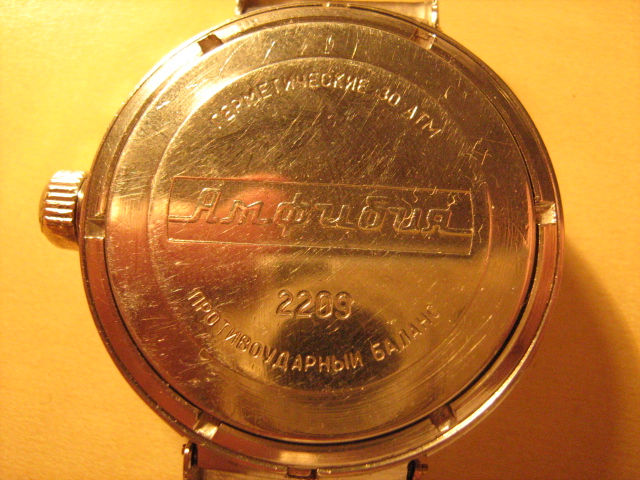 ГЕРМЕТИЧЕСКИЕ 30 АТМ
Амфибия
2209
ПРОТИВОУДАРНЫЙ БАЛАНС